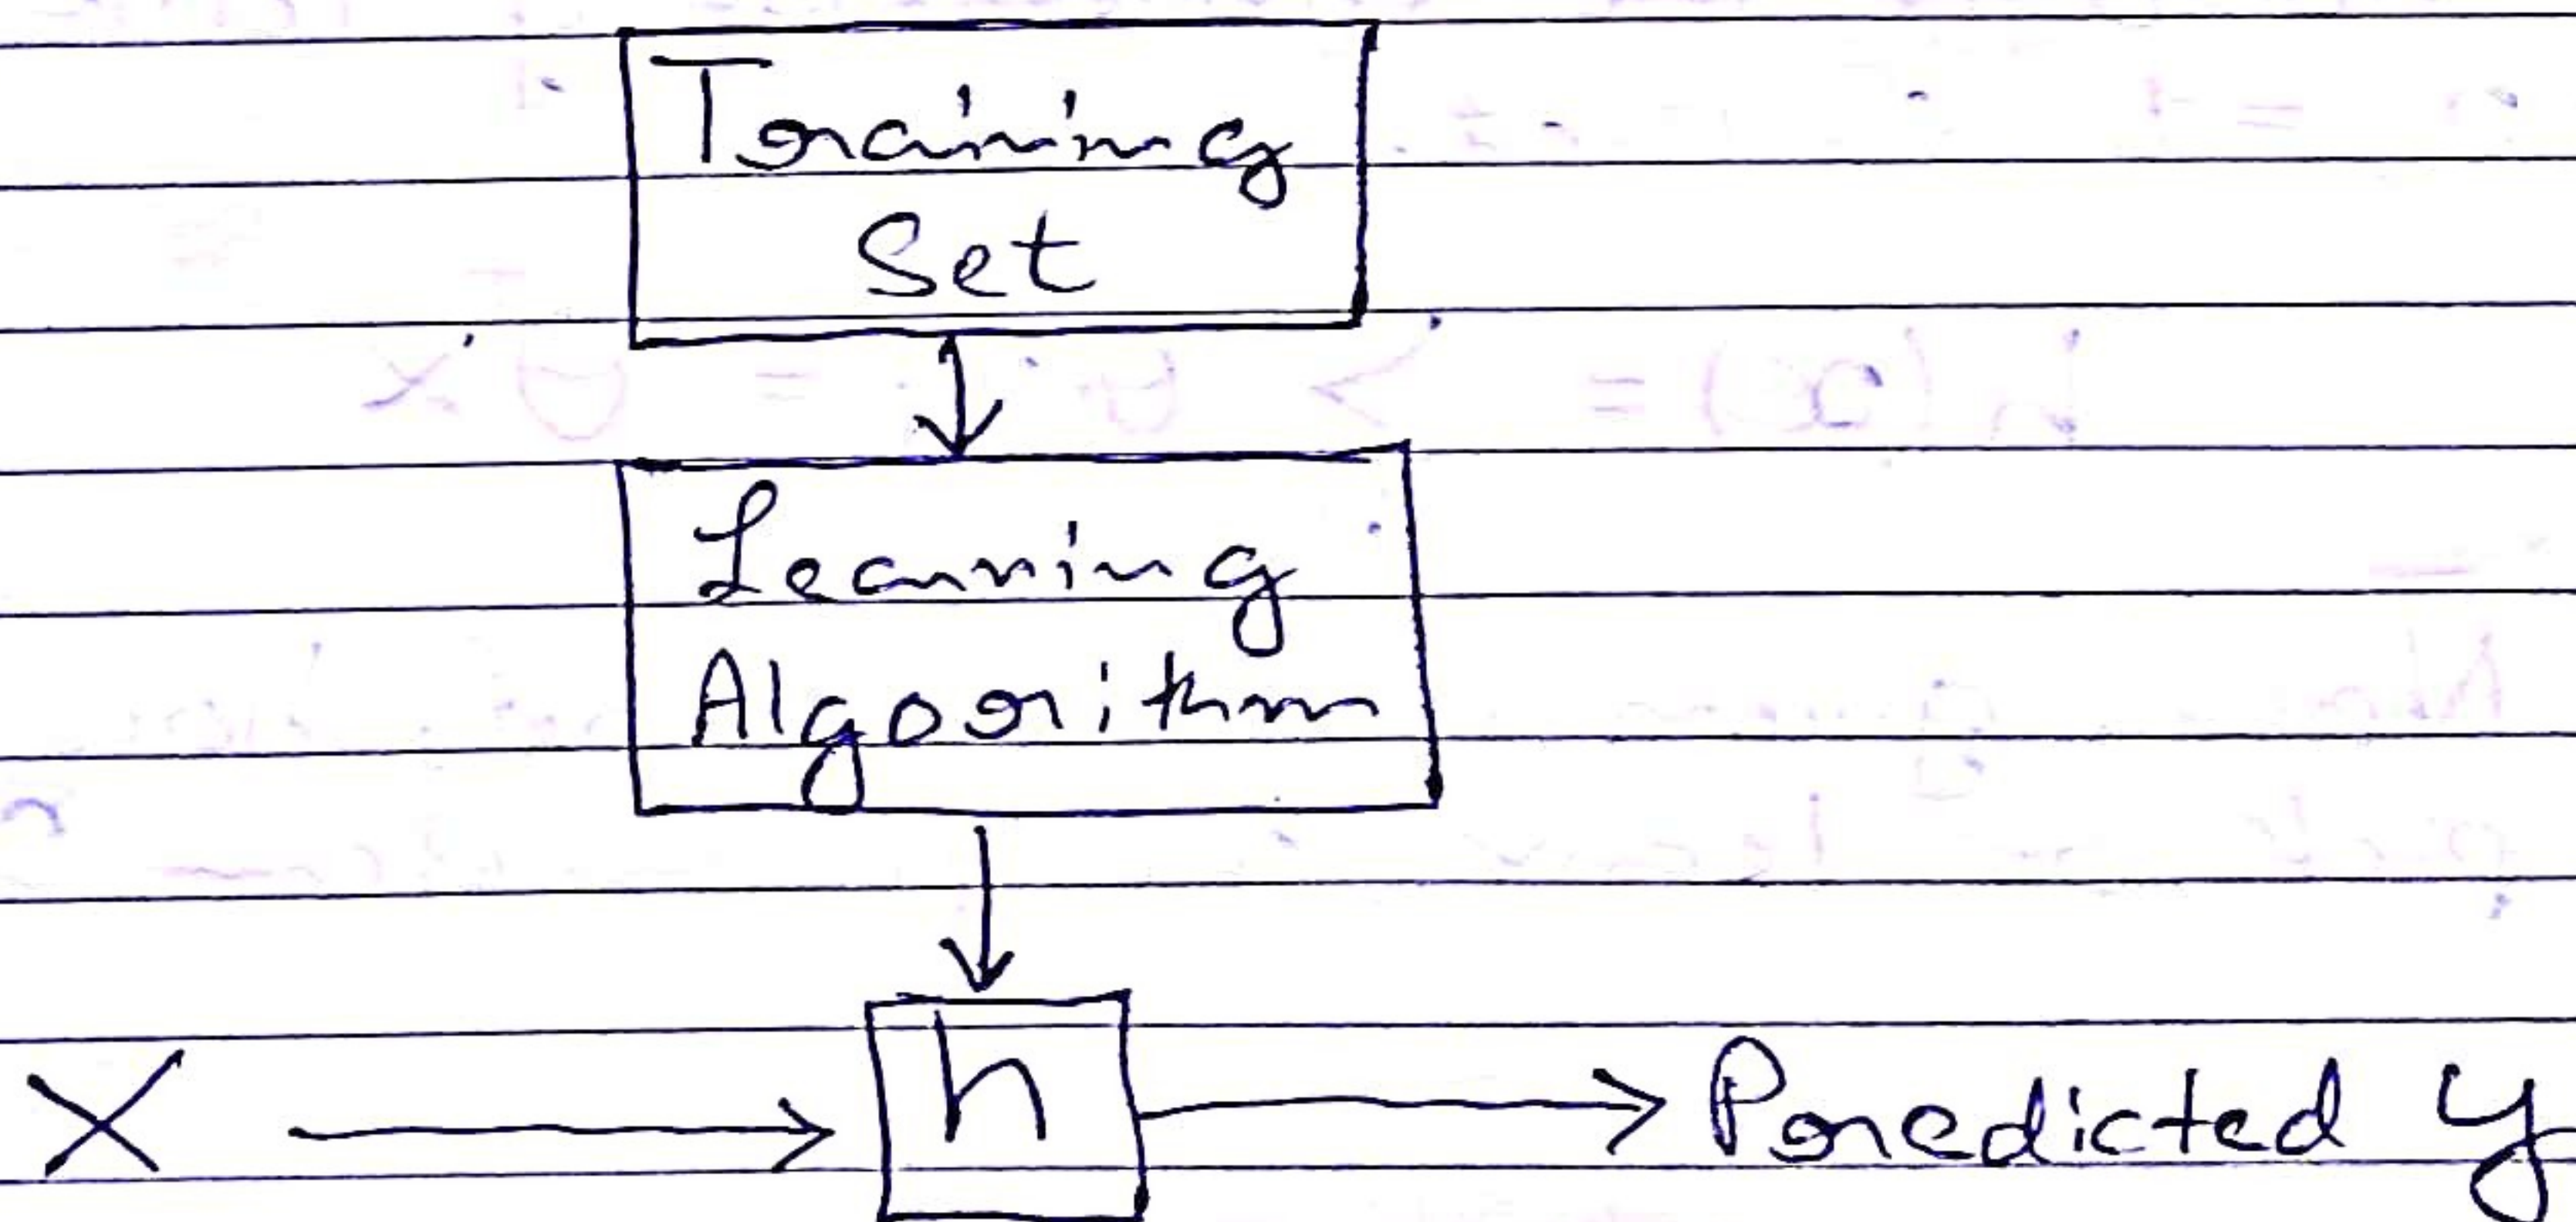 Training
Set
Learning
Algorithm
X
h
Predicted y